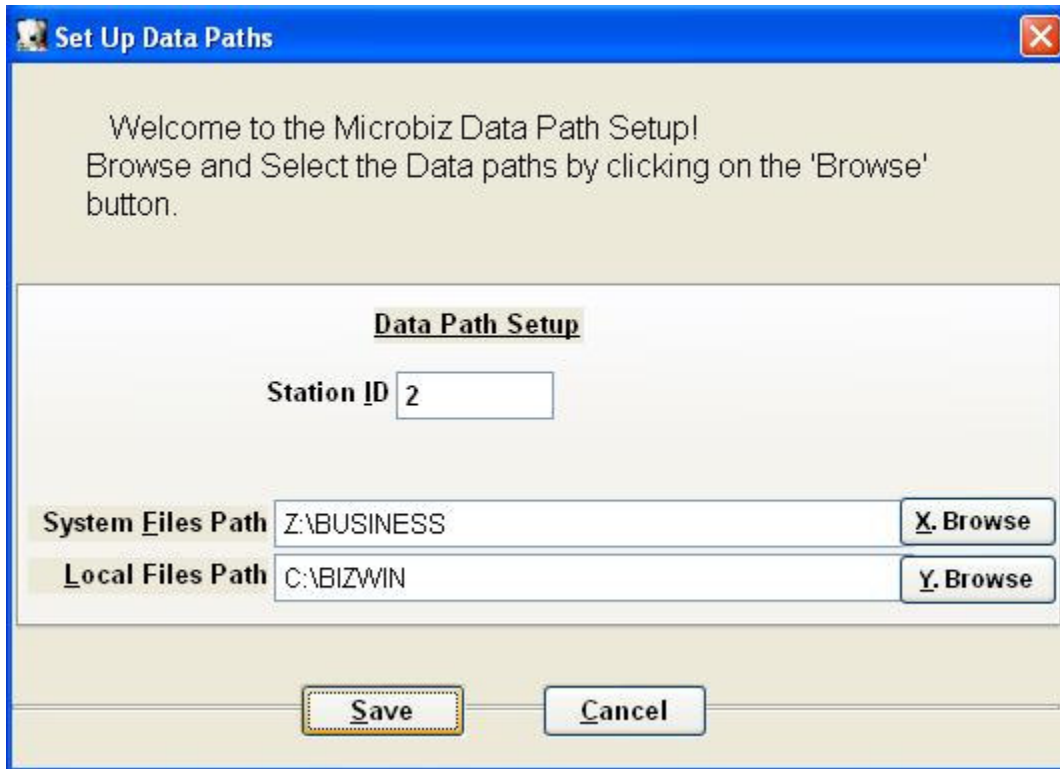 Set Up Data Paths
Welcome to the Microbiz Data Path Setup!
Browse and Select the Data paths by clicking on the 'Browse'
button.
Data Path Setup
Station ID 2
System Files Path Z:\BUSINESS X. Browse
Local Files Path C:\BIZWIN Y. Browse
Save Cancel